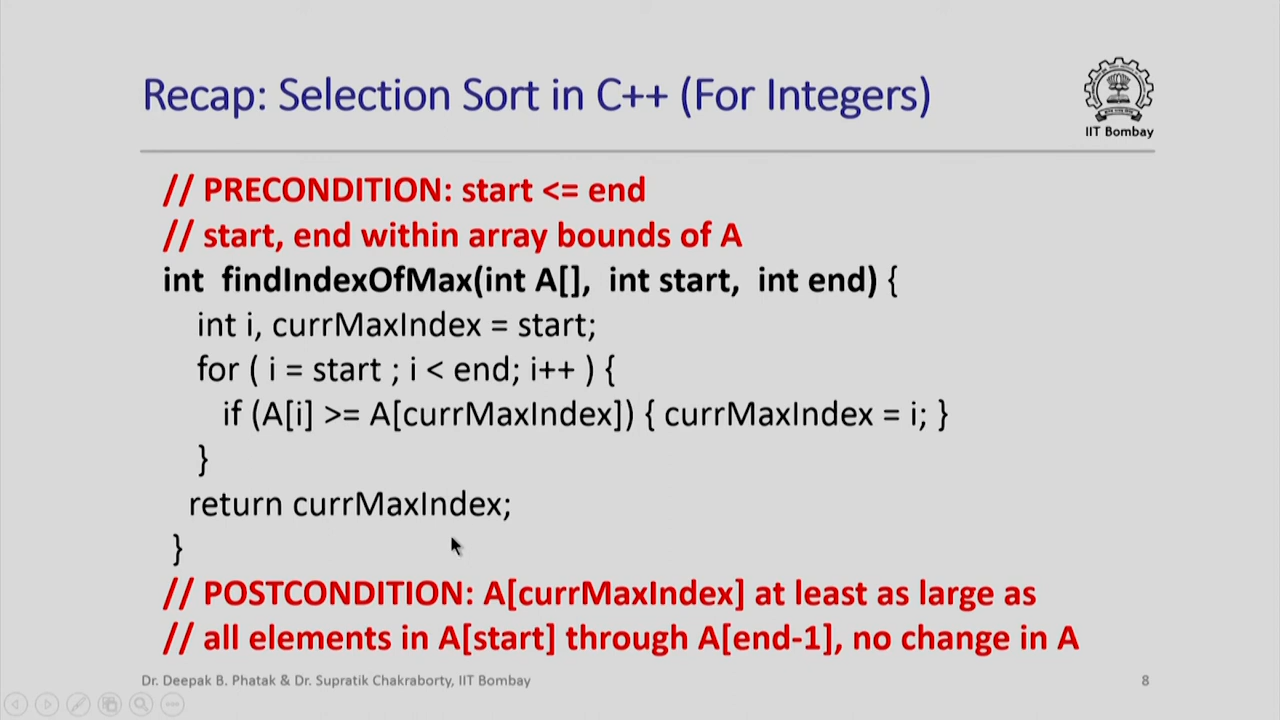 Recap: Selection Sort in C++ (For Integers)
IIT Bombay
// PRECONDITION: start <= end
// start, end within array bounds of A
int findIndexOfMax(int A[], int start, int end) {
int i, currMaxIndex = start;
for ( i = start ; i < end; i++ ) {
if (A[i] >= A[currMaxIndex]) { currMaxIndex = i; }
}
return currMaxIndex;
}
// POSTCONDITION: A[currMaxIndex] at least as large as
// all elements in A[start] through A[end-1], no change in A
Dr. Deepak B. Phatak & Dr. Supratik Chakraborty, IIT Bombay
8